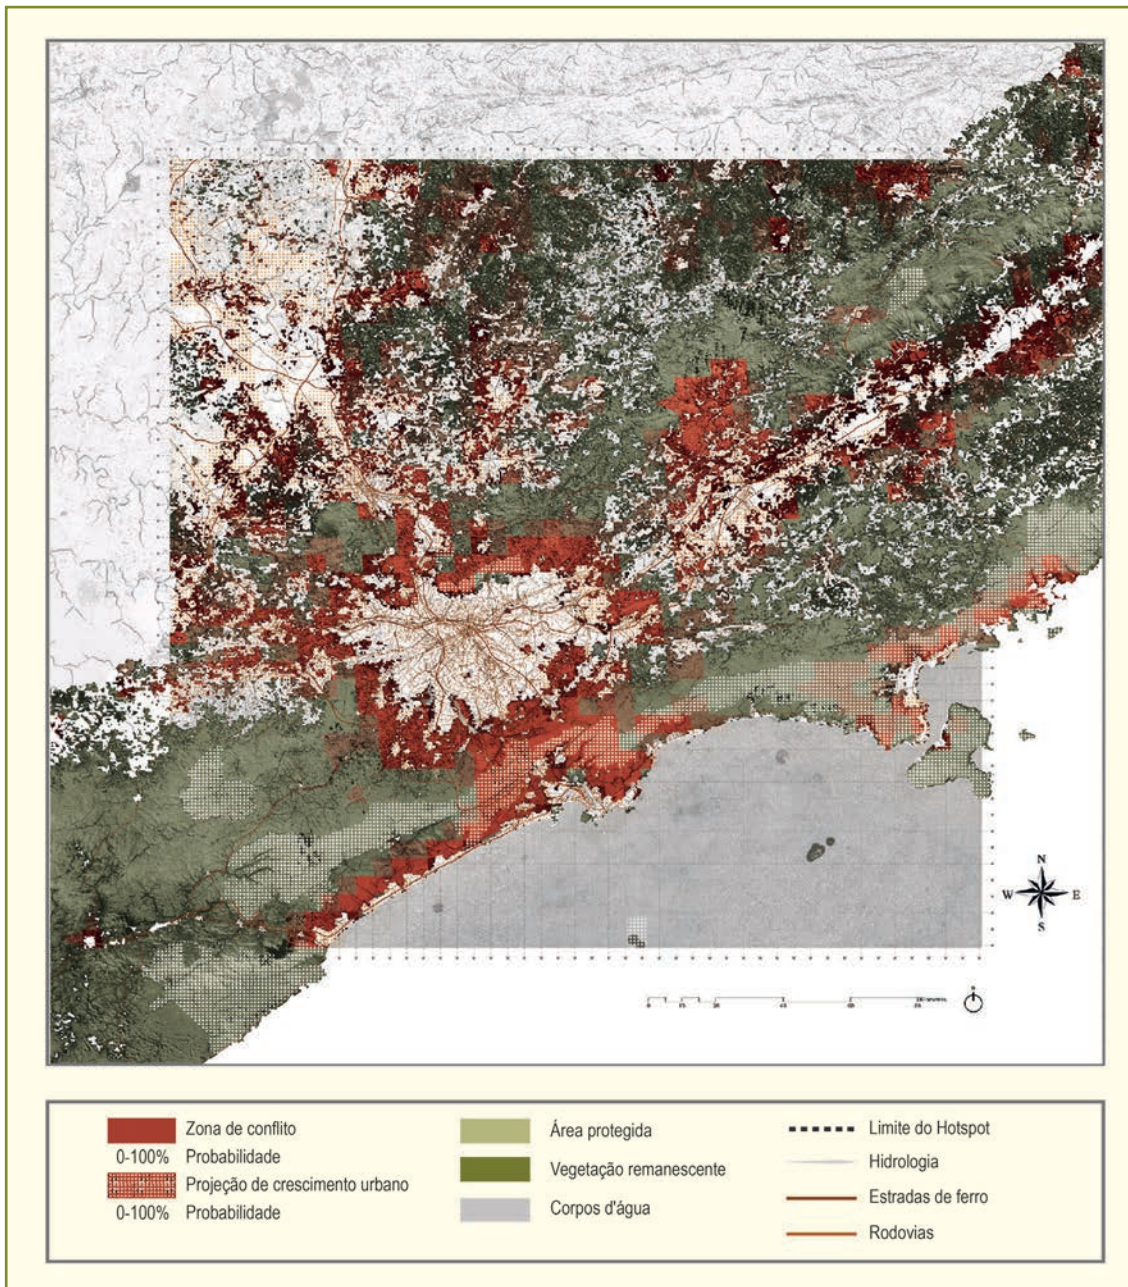 N
W
E
S
Zona de conflito
0-100% Probabilidade
Projeção de crescimento urbano
0-100% Probabilidade
Área protegida
Vegetação remanescente
Corpos d'água
Limite do Hotspot
Hidrologia
Estradas de ferro
Rodovias